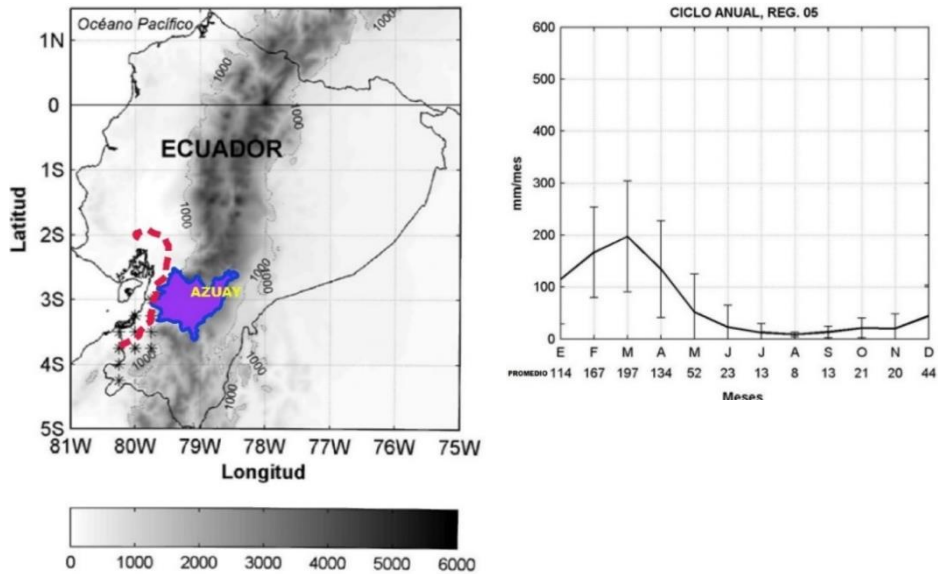 Océano Pacífico
ECUADOR
AZUAY
1000
1000
1000
1000
1000
1000
1000
1000
Latitud
1N
0
1S
2S
3S
4S
5S
81W 80W 79W 78W 77W 76W 75W
Longitud
0 1000 2000 3000 4000 5000 6000
CICLO ANUAL, REG. 05
mm/mes
600
500
400
300
200
100
0
E F M A M J J A S O N D
PROMEDIO 114 167 197 134 52 23 13 8 13 21 20 44
Meses